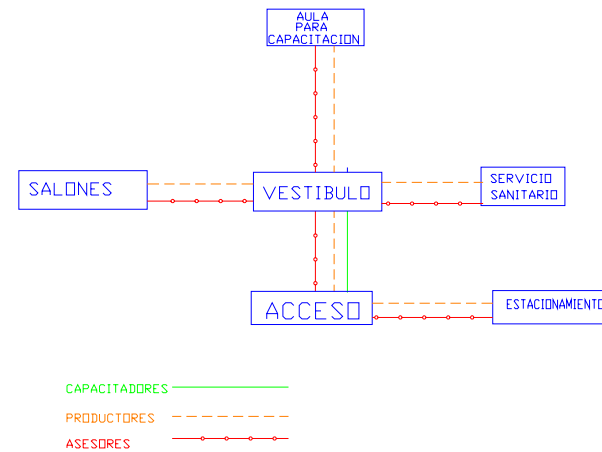 AULA
PARA
CAPACITACION
SALONES
VESTIBULO
SERVICIO
SANITARIO
ACCESO
ESTACIONAMIENTO
CAPACITADORES
PRODUCTORES
ASESORES